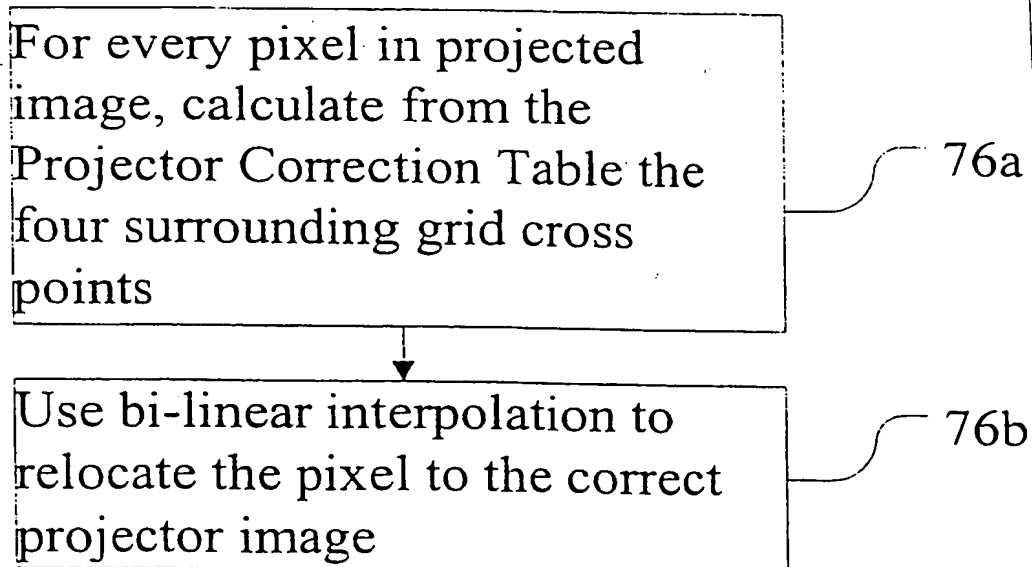 For every pixel in projected
image, calculate from the
Projector Correction Table the
four surrounding grid cross
points
76a
Use bi-linear interpolation to
relocate the pixel to the correct
projector image
76b